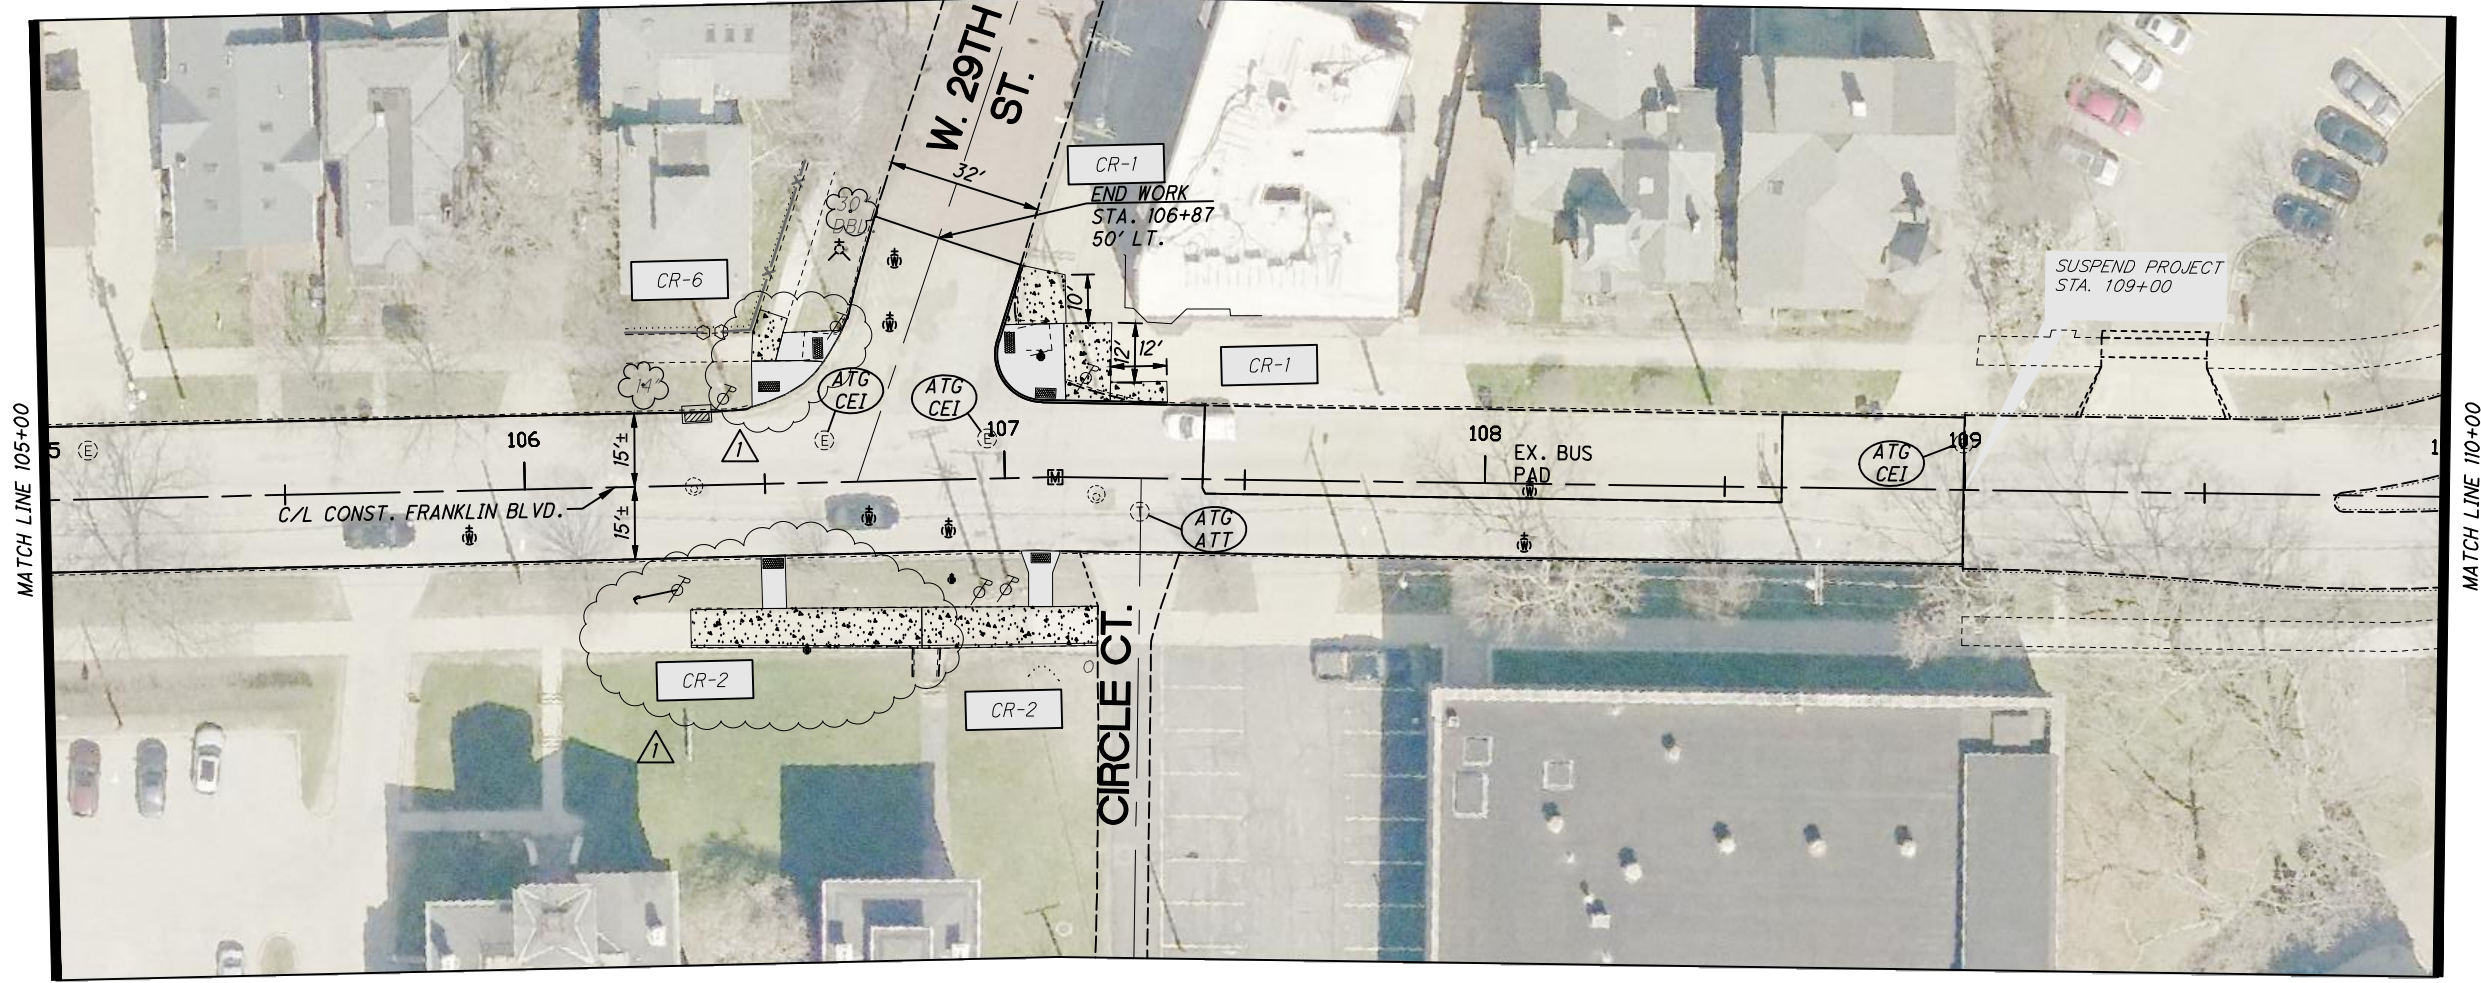 W. 29TH
ST.
32'
CR-1
END WORK
STA. 106+87
50' LT.
30
DBL
CR-6
10'
12'
12'
CR-1
SUSPEND PROJECT
STA. 109+00
14
ATG
CEI
ATG
CEI
MATCH LINE 105+00
5
E
106
15'±
1
E
E
107
108
EX. BUS
PAD
ATG
CEI
109
1
MATCH LINE 110+00
C/L CONST. FRANKLIN BLVD.
15'±
M
W
W
W
W
W
W
W
T
ATG
ATT
CR-2
CR-2
1
CIRCLE CT.